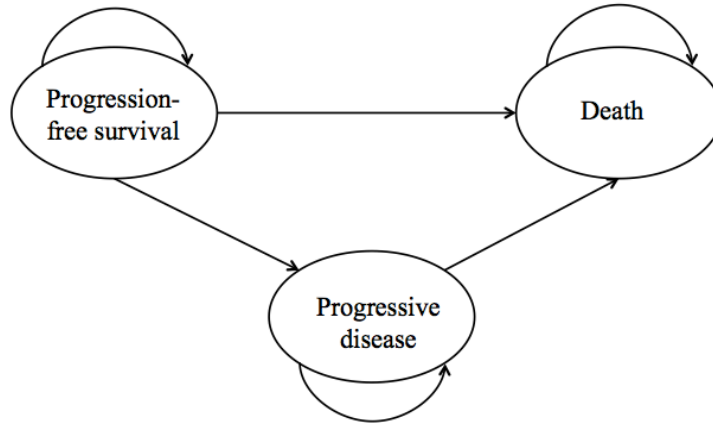 Progression-
free survival
Death
Progressive
disease